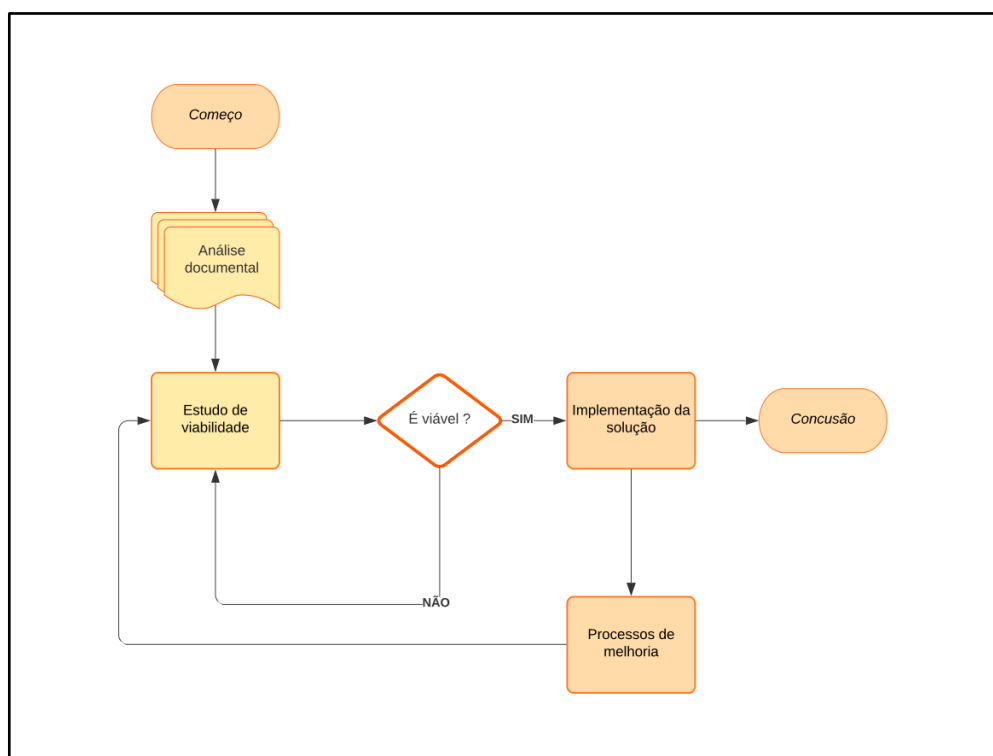 Começo
Análise
documental
Estudo de
viabilidade
É viável ?
SIM
Implementação da
solução
Concusão
NÃO
Processos de
melhoria